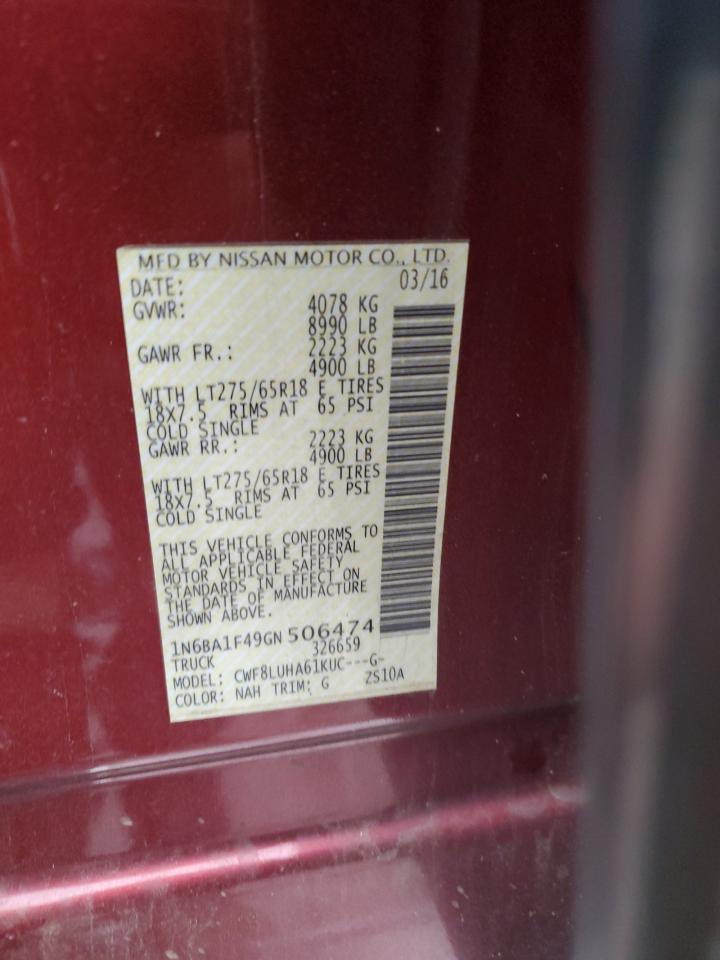 MFD BY NISSAN MOTOR CO., LTD.
DATE: 03/16
GVWR: 4078 KG
8990 LB
GAWR FR.: 2223 KG
4900 LB
WITH LT275/65R18 E TIRES
18X7.5 RIMS AT 65 PSI
COLD SINGLE
GAWR RR.: 2223 KG
4900 LB
WITH LT275/65R18 E TIRES
18X7.5 RIMS AT 65 PSI
COLD SINGLE
THIS VEHICLE CONFORMS TO
ALL APPLICABLE FEDERAL
MOTOR VEHICLE SAFETY
STANDARDS IN EFFECT ON
THE DATE OF MANUFACTURE
SHOWN ABOVE.
1N6BA1F49GN506474
TRUCK 326659
MODEL: CWF8LUHA61KUC---G-
COLOR: NAH TRIM: G ZS10A